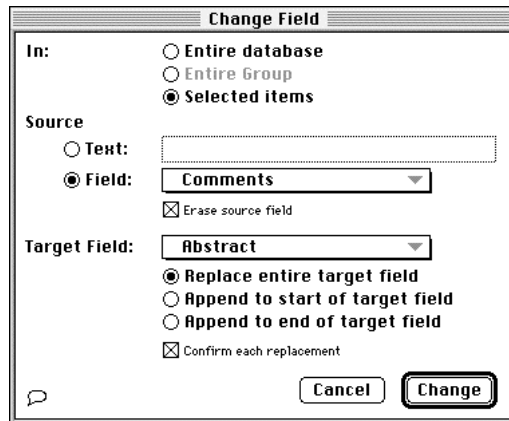 Change Field
In: Entire database
Entire Group
Selected items
Source
Text:
Field: Comments
Erase source field
Target Field: Abstract
Replace entire target field
Append to start of target field
Append to end of target field
Confirm each replacement
Cancel Change